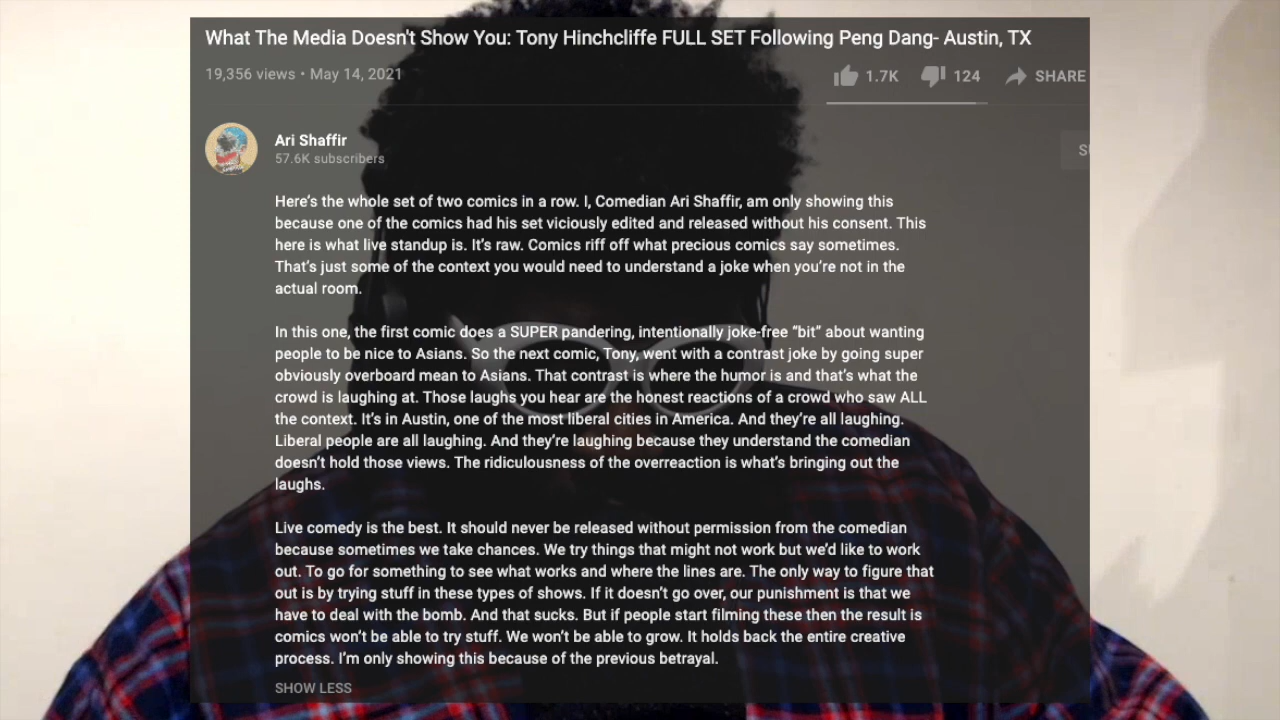 What The Media Doesn't Show You: Tony Hinchcliffe FULL SET Following Peng Dang- Austin, TX
19,356 views • May 14, 2021
1.7K 124 SHARE
Ari Shaffir
57.6K subscribers
S
Here's the whole set of two comics in a row. I, Comedian Ari Shaffir, am only showing this
because one of the comics had his set viciously edited and released without his consent. This
here is what live standup is. It's raw. Comics riff off what precious comics say sometimes.
That's just some of the context you would need to understand a joke when you're not in the
actual room.
In this one, the first comic does a SUPER pandering, intentionally joke-free “bit” about wanting
people to be nice to Asians. So the next comic, Tony, went with a contrast joke by going super
obviously overboard mean to Asians. That contrast is where the humor is and that's what the
crowd is laughing at. Those laughs you hear are the honest reactions of a crowd who saw ALL
the context. It's in Austin, one of the most liberal cities in America. And they're all laughing.
Liberal people are all laughing. And they're laughing because they understand the comedian
doesn't hold those views. The ridiculousness of the overreaction is what's bringing out the
laughs.
Live comedy is the best. It should never be released without permission from the comedian
because sometimes we take chances. We try things that might not work but we'd like to work
out. To go for something to see what works and where the lines are. The only way to figure that
out is by trying stuff in these types of shows. If it doesn't go over, our punishment is that we
have to deal with the bomb. And that sucks. But if people start filming these then the result is
comics won't be able to try stuff. We won't be able to grow. It holds back the entire creative
process. I'm only showing this because of the previous betrayal.
SHOW LESS